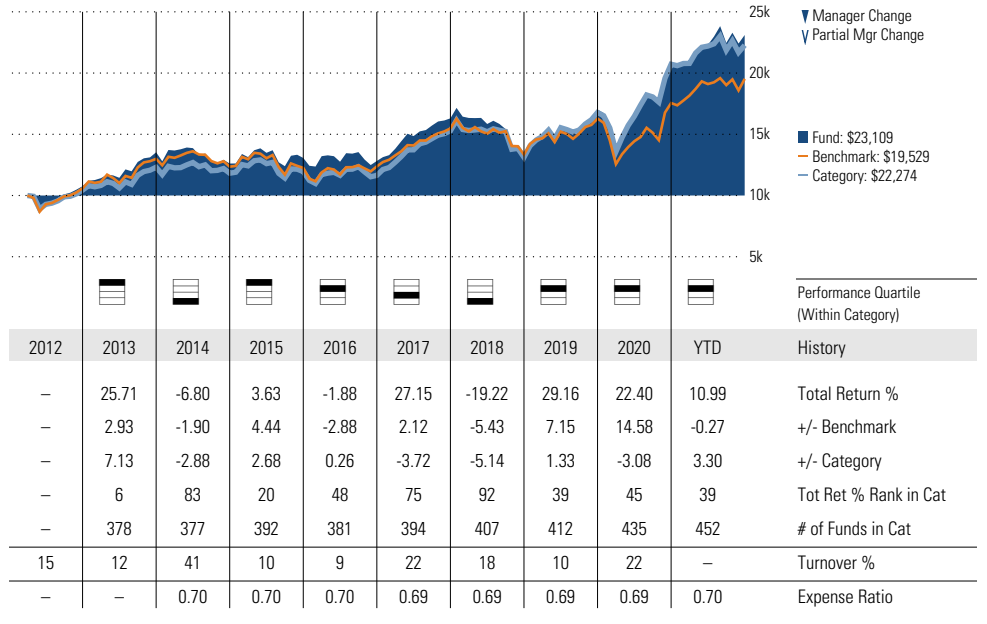 25k
20k
15k
10k
5k
Manager Change
Partial Mgr Change
Fund: $23,109
Benchmark: $19,529
Category: $22,274
Performance Quartile
(Within Category)
2012 2013 2014 2015 2016 2017 2018 2019 2020 YTD History
– 25.71 -6.80 3.63 -1.88 27.15 -19.22 29.16 22.40 10.99 Total Return %
– 2.93 -1.90 4.44 -2.88 2.12 -5.43 7.15 14.58 -0.27 +/- Benchmark
– 7.13 -2.88 2.68 0.26 -3.72 -5.14 1.33 -3.08 3.30 +/- Category
– 6 83 20 48 75 92 39 45 39 Tot Ret % Rank in Cat
– 378 377 392 381 394 407 412 435 452 # of Funds in Cat
15 12 41 10 9 22 18 10 22 – Turnover %
– – 0.70 0.70 0.70 0.69 0.69 0.69 0.69 0.70 Expense Ratio